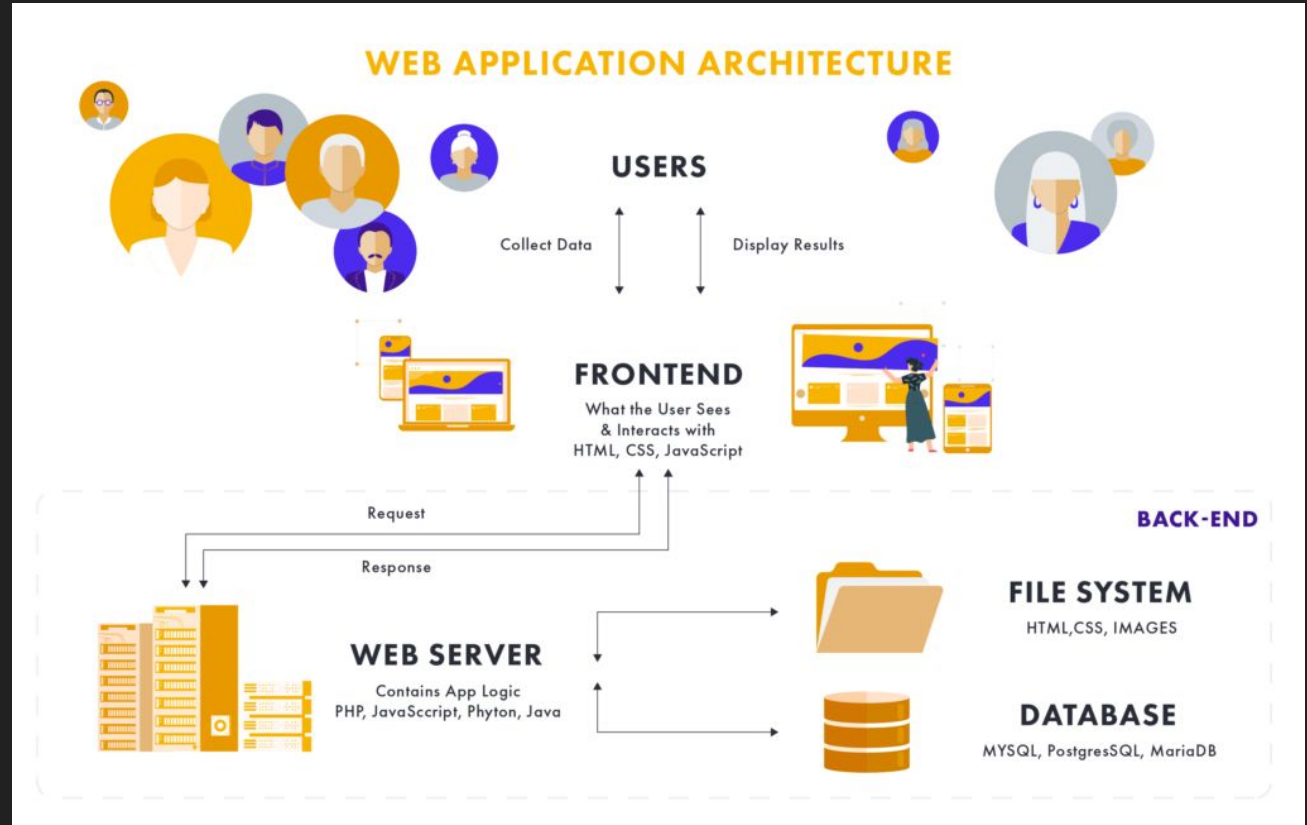 WEB APPLICATION ARCHITECTURE
USERS
Collect Data
Display Results
FRONTEND
What the User Sees
& Interacts with
HTML, CSS, JavaScript
Request
BACK-END
Response
FILE SYSTEM
HTML,CSS, IMAGES
WEB SERVER
Contains App Logic
PHP, JavaSccript, Phyton, Java
DATABASE
MYSQL, PostgresSQL, MariaDB